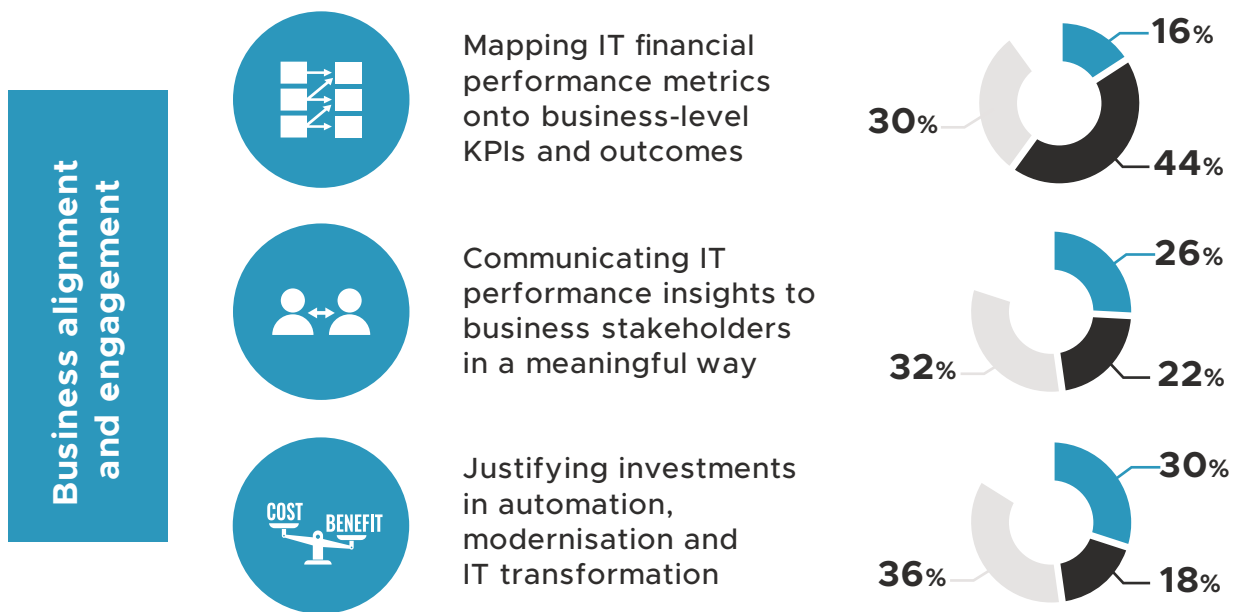 Business alignment
and engagement
Mapping IT financial
performance metrics
onto business-level
KPIs and outcomes
16%
30%
44%
Communicating IT
performance insights to
business stakeholders
in a meaningful way
26%
32%
22%
COST
BENEFIT
Justifying investments
in automation,
modernisation and
IT transformation
30%
36%
18%